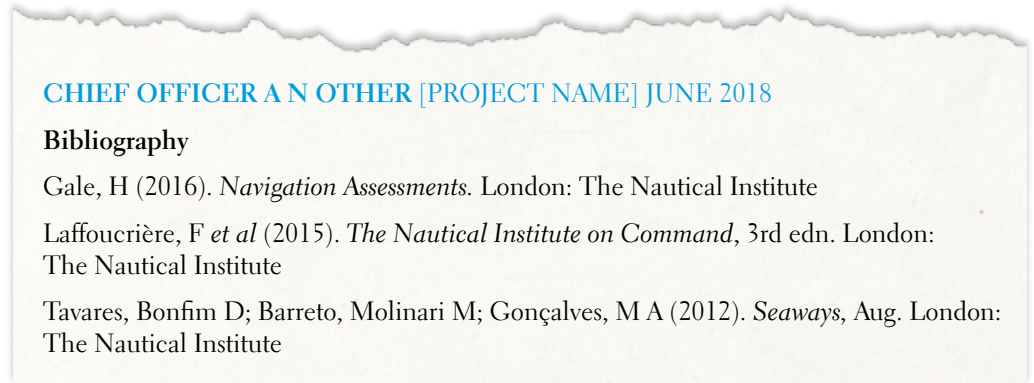 CHIEF OFFICER A N OTHER [PROJECT NAME] JUNE 2018
Bibliography
Gale, H (2016). Navigation Assessments. London: The Nautical Institute
Laffoucrière, F et al (2015). The Nautical Institute on Command, 3rd edn. London:
The Nautical Institute
Tavares, Bonfim D; Barreto, Molinari M; Gonçalves, M A (2012). Seaways, Aug. London:
The Nautical Institute